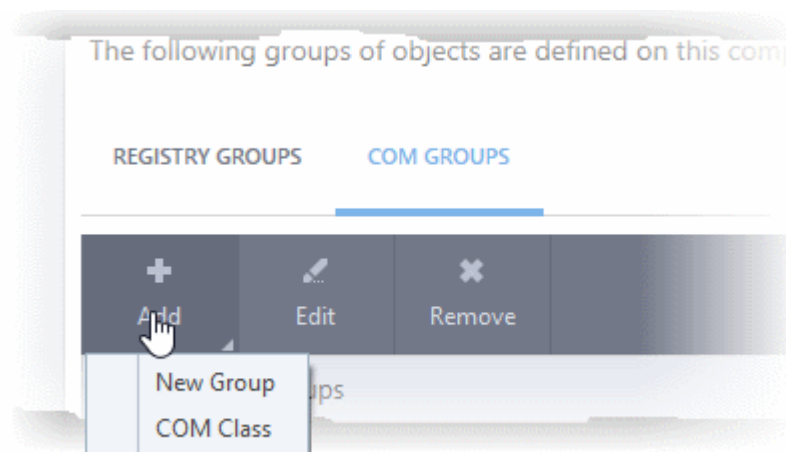 The following groups of objects are defined on this com
REGISTRY GROUPS COM GROUPS
Add Edit Remove
New Group
ups
COM Class